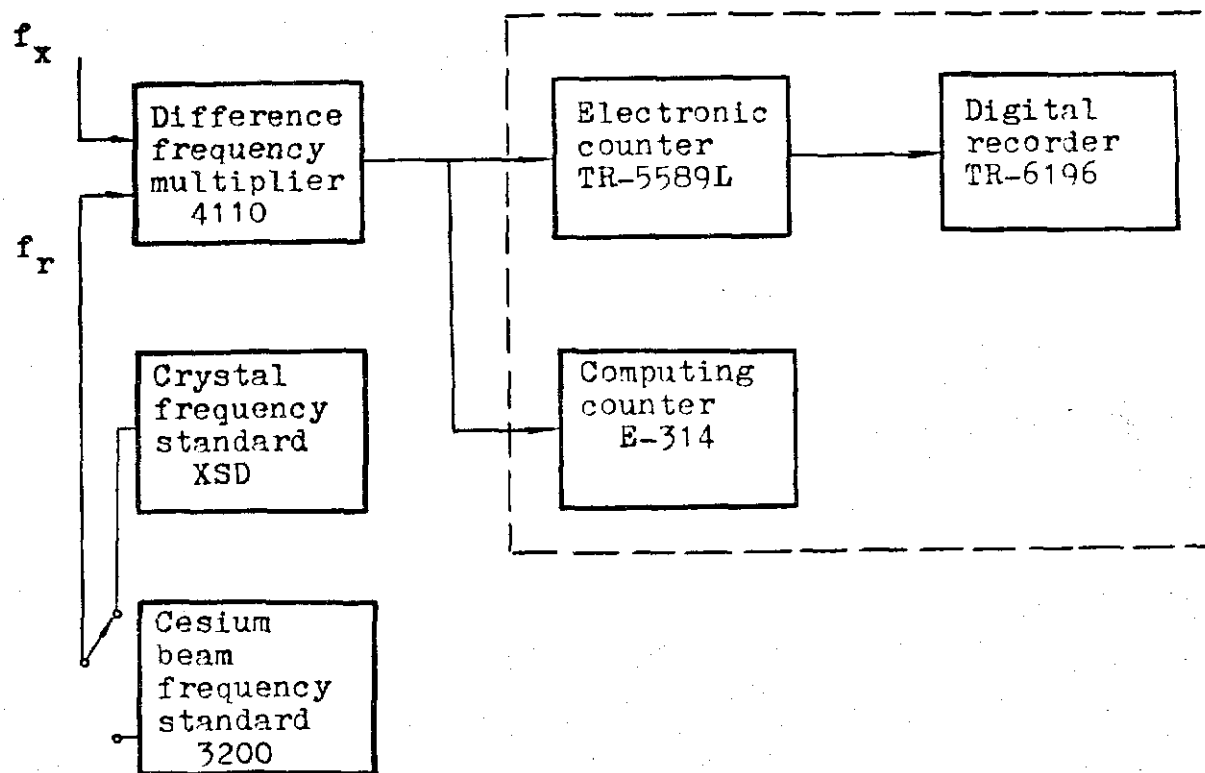 f_x
Difference
frequency
multiplier
4110
Electronic
counter
TR-5589L
Digital
recorder
TR-6196
f_r
Crystal
frequency
standard
XSD
Computing
counter
E-314
Cesium
beam
frequency
standard
3200